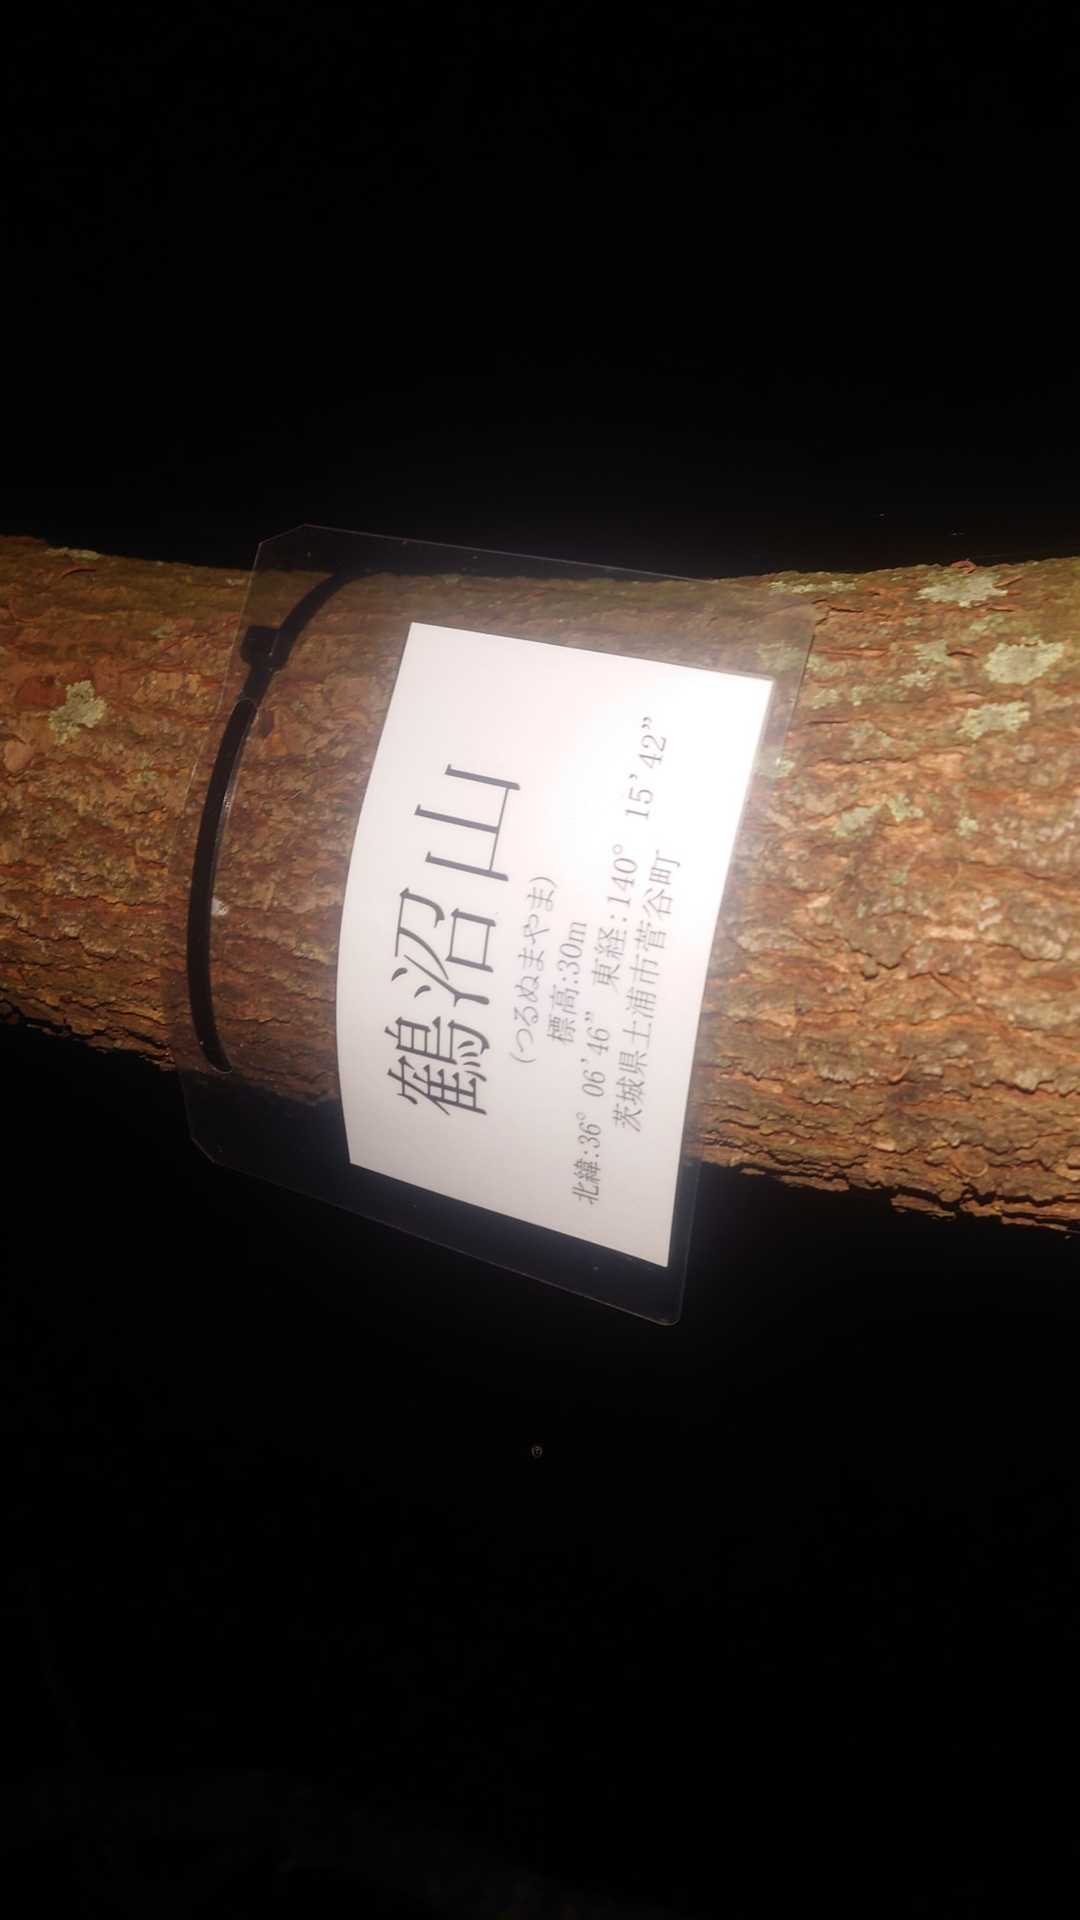 鶴沼山
(つるぬまやま)
標高:30m
北緯:36° 06’46” 東経:140° 15’42”
茨城県土浦市菅谷町